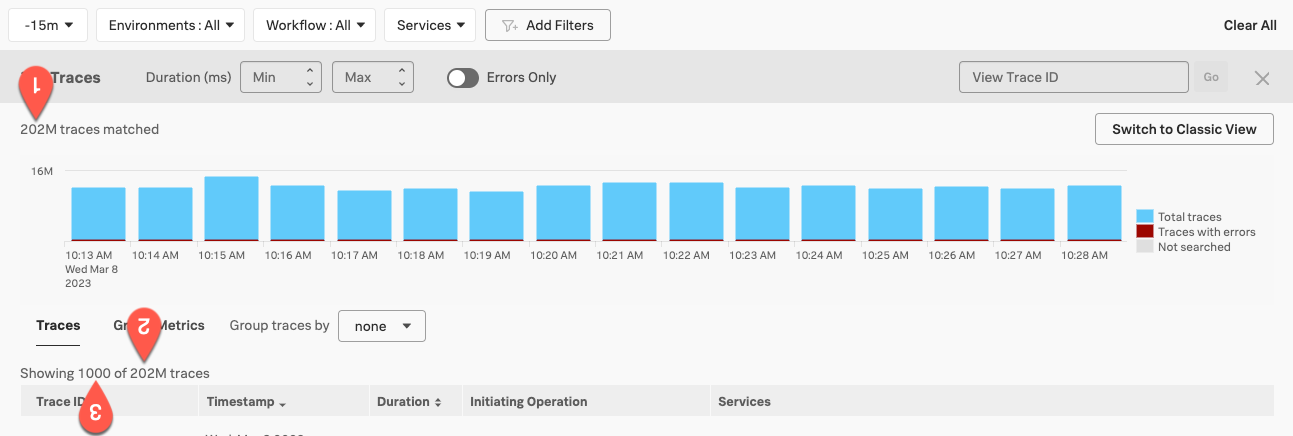 -15m Environments : All Workflow : All Services Add Filters Clear All
Traces Duration (ms) Min Max Errors Only View Trace ID Go
1
202M traces matched Switch to Classic View
16M
Total traces
Traces with errors
Not searched
10:13 AM 10:14 AM 10:15 AM 10:16 AM 10:17 AM 10:18 AM 10:19 AM 10:20 AM 10:21 AM 10:22 AM 10:23 AM 10:24 AM 10:25 AM 10:26 AM 10:27 AM 10:28 AM
Wed Mar 8
2023
Traces Metrics Group traces by none
2
Showing 1000 of 202M traces
Trace ID Timestamp Duration Initiating Operation Services
3